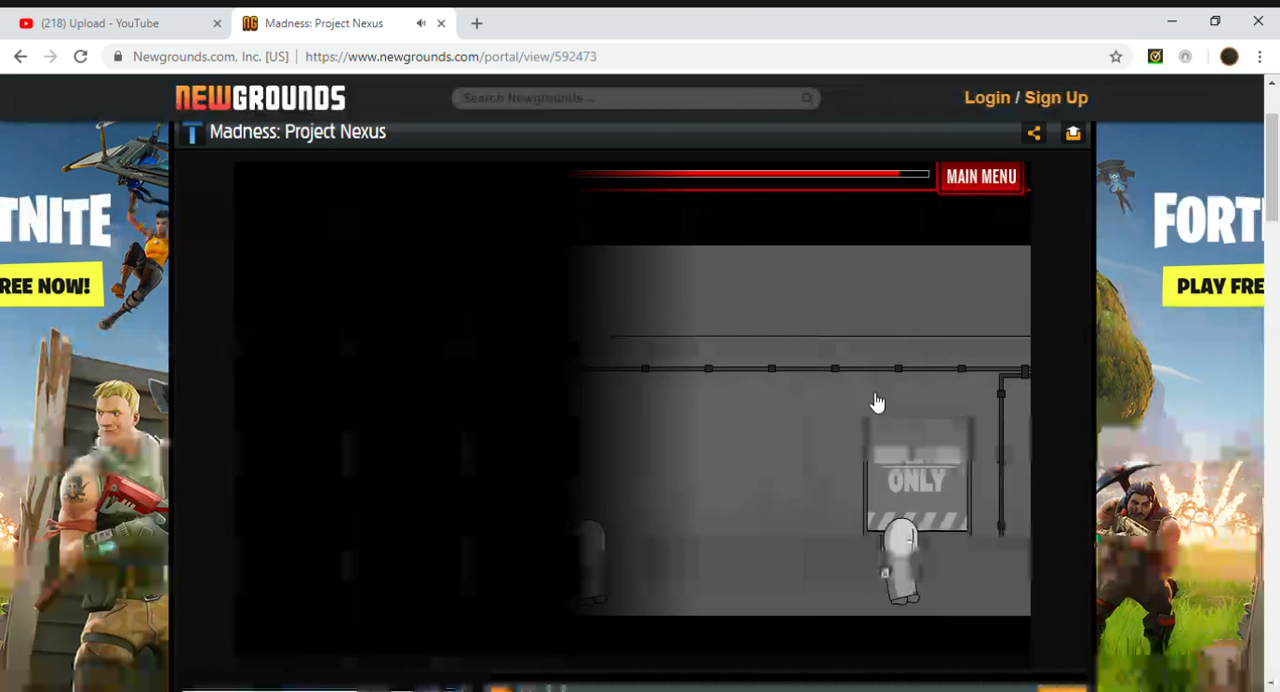 (218) Upload - YouTube
Madness: Project Nexus
Newgrounds.com, Inc. [US] | https://www.newgrounds.com/portal/view/592473
NEWGROUNDS
Search Newgrounds...
Login / Sign Up
T Madness: Project Nexus
MAIN MENU
TNITE
REE NOW!
FORT
PLAY FRE
ONLY